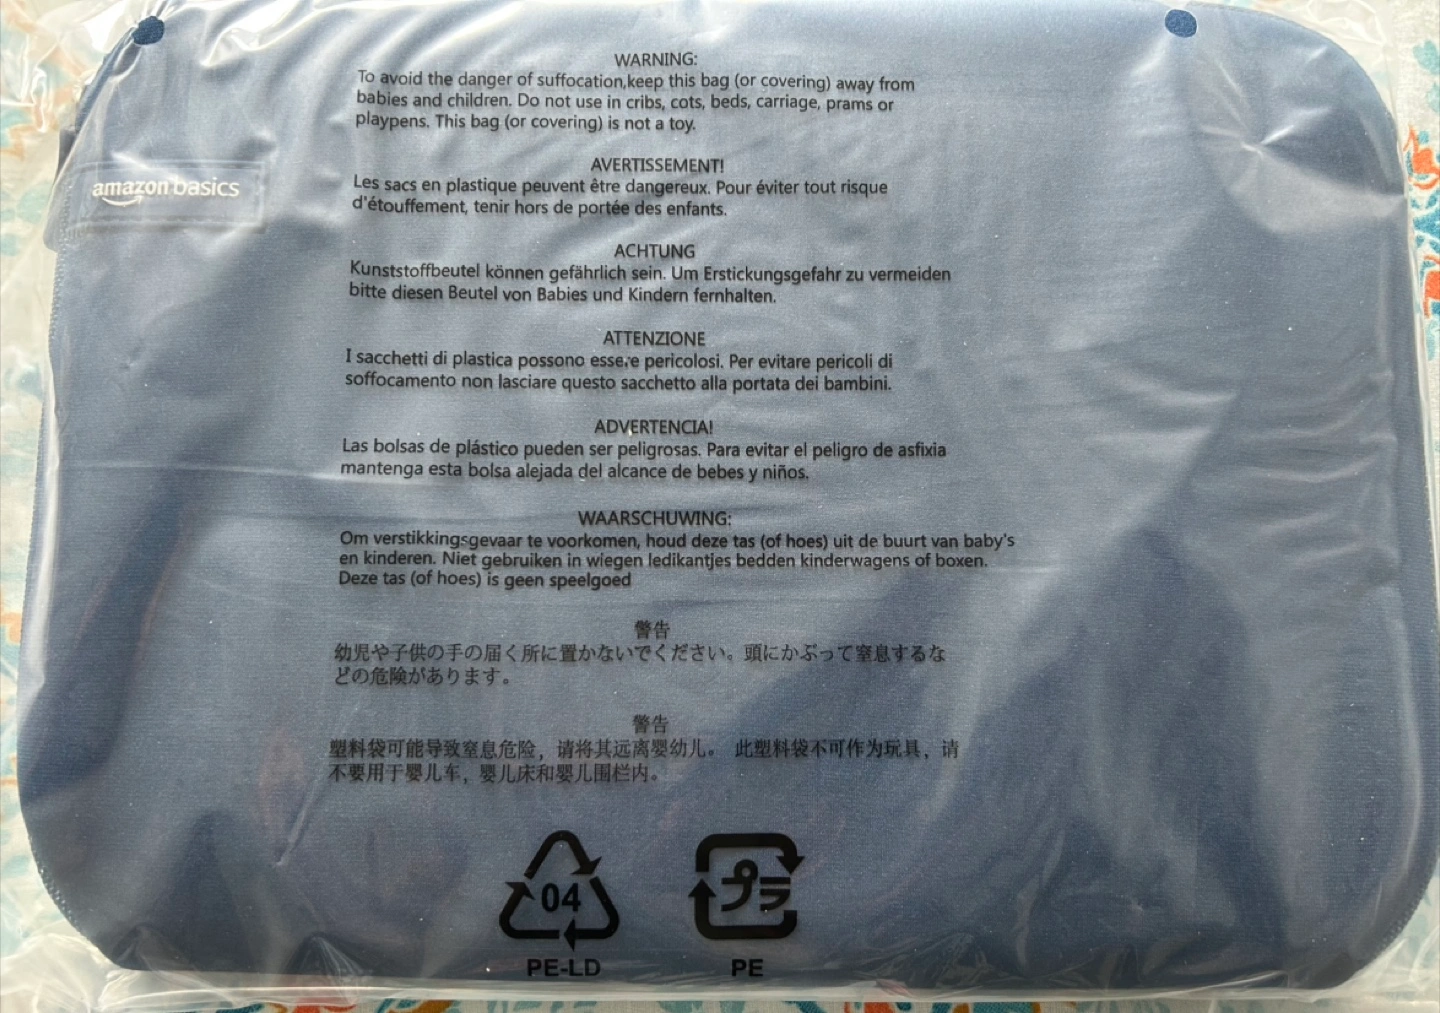 WARNING:
To avoid the danger of suffocation,keep this bag (or covering) away from
babies and children. Do not use in cribs, cots, beds, carriage, prams or
playpens. This bag (or covering) is not a toy.
amazon basics
AVERTISSEMENT!
Les sacs en plastique peuvent être dangereux. Pour éviter tout risque
d'étouffement, tenir hors de portée des enfants.
ACHTUNG
Kunststoffbeutel können gefährlich sein. Um Erstickungsgefahr zu vermeiden
bitte diesen Beutel von Babies und Kindern fernhalten.
ATTENZIONE
I sacchetti di plastica possono essere pericolosi. Per evitare pericoli di
soffocamento non lasciare questo sacchetto alla portata dei bambini.
ADVERTENCIA!
Las bolsas de plástico pueden ser peligrosas. Para evitar el peligro de asfixia
mantenga esta bolsa alejada del alcance de bebes y niños.
WAARSCHUWING:
Om verstikkingsgevaar te voorkomen, houd deze tas (of hoes) uit de buurt van baby's
en kinderen. Niet gebruiken in wiegen ledikantjes bedden kinderwagens of boxen.
Deze tas (of hoes) is geen speelgoed
警告
幼児や子供の手の届く所に置かないでください。頭にかぶって窒息するな
どの危険があります。
警告
塑料袋可能导致窒息危险，请将其远离婴幼儿。 此塑料袋不可作为玩具，请
不要用于婴儿车，婴儿床和婴儿围栏内。
04
プラ
PE-LD
PE